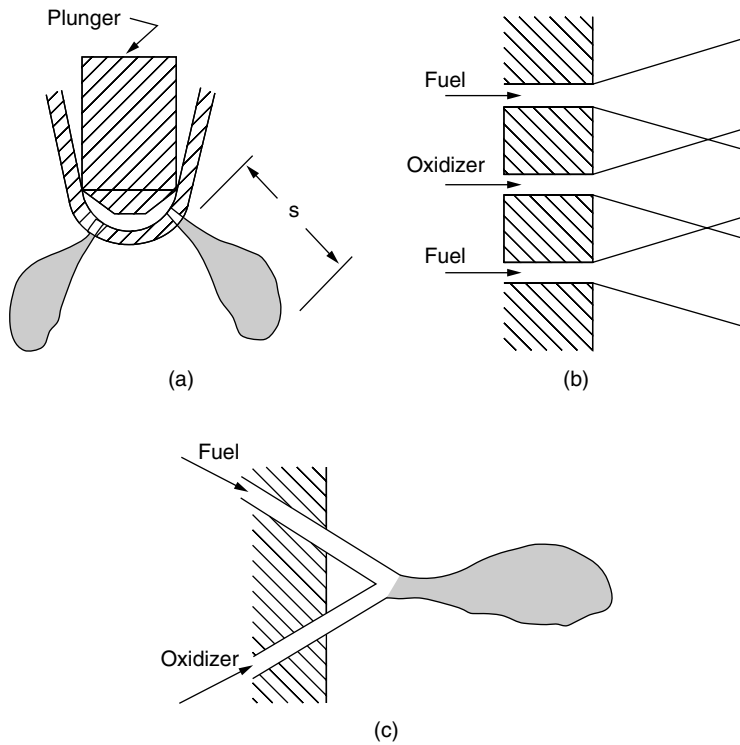 Plunger
s
(a)
Fuel
Oxidizer
Fuel
(b)
Fuel
Oxidizer
(c)